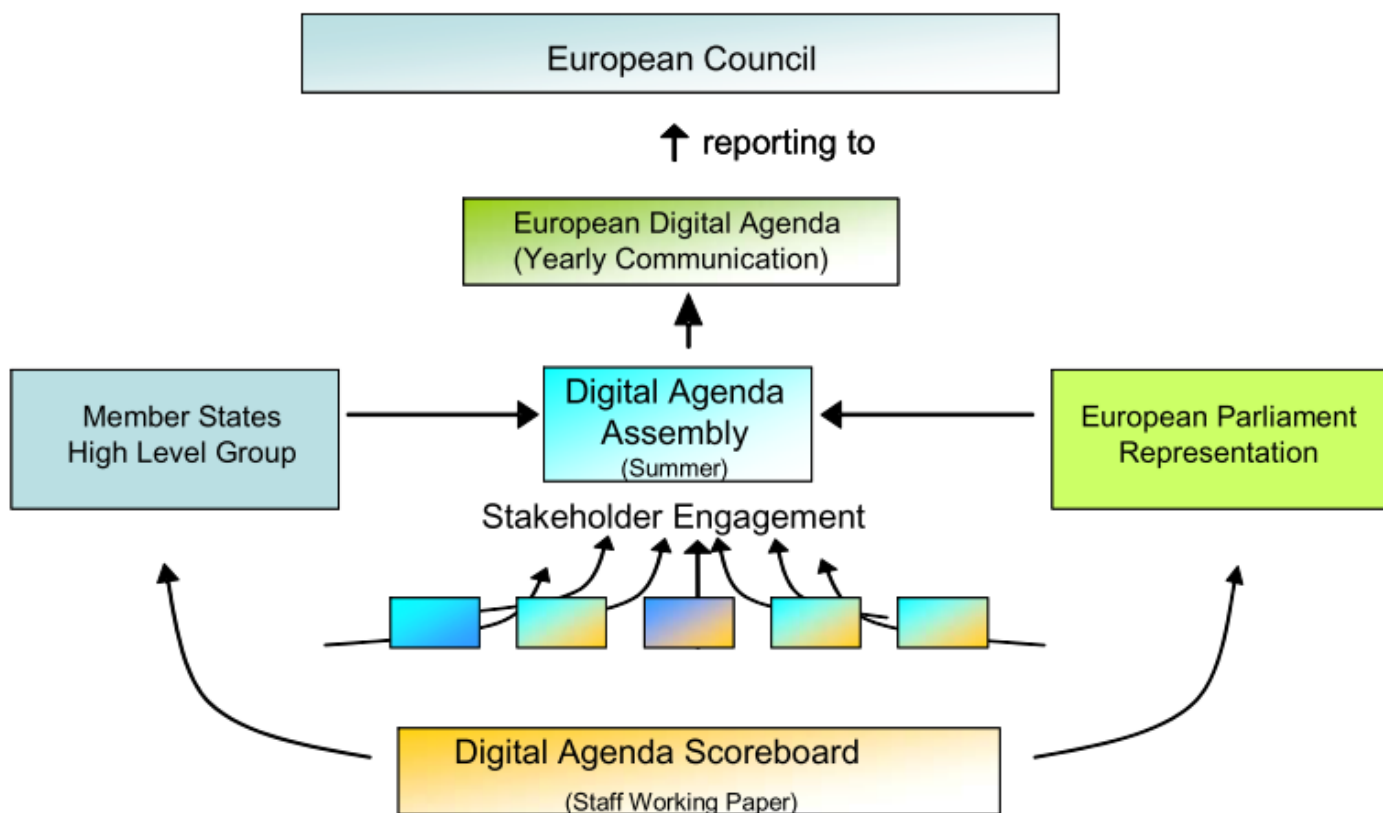 European Council
reporting to
European Digital Agenda
(Yearly Communication)
Member States
High Level Group
Digital Agenda
Assembly
(Summer)
European Parliament
Representation
Stakeholder Engagement
Digital Agenda Scoreboard
(Staff Working Paper)